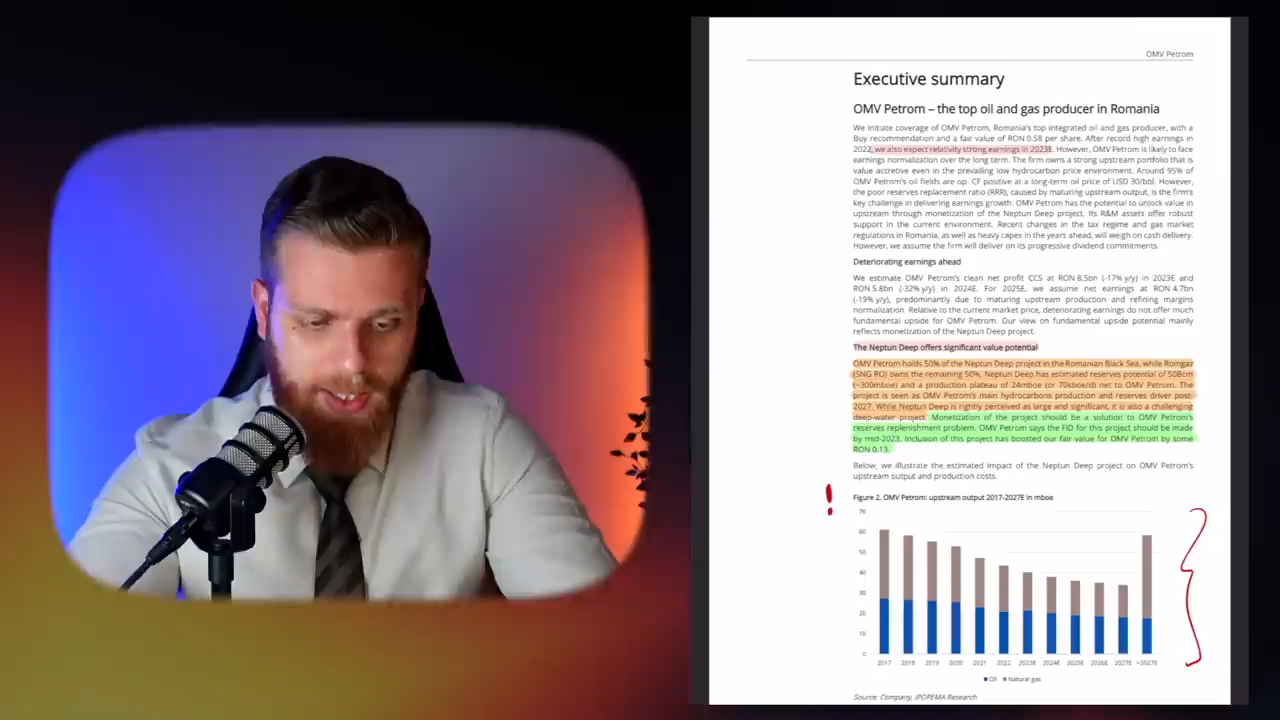 OMV Petrom
Executive summary
OMV Petrom – the top oil and gas producer in Romania
We initiate coverage of OMV Petrom, Romania's top integrated oil and gas producer, with a
Buy recommendation and a fair value of RON 0.58 per share. After record high earnings in
2022, we also expect relativity strong earnings in 2023E. However, OMV Petrom is likely to face
earnings normalization over the long term. The firm owns a strong upstream portfolio that is
value accretive even in the prevailing low hydrocarbon price environment. Around 95% of
OMV Petrom's oil fields are op. CF positive at a long-term oil price of USD 30/bbl. However,
the poor reserves replacement ratio (RRR), caused by maturing upstream output, is the firm's
key challenge in delivering earnings growth. OMV Petrom has the potential to unlock value in
upstream through monetization of the Neptun Deep project. Its R&M assets offer robust
support in the current environment. Recent changes in the tax regime and gas market
regulations in Romania, as well as heavy capex in the years ahead, will weigh on cash delivery.
However, we assume the firm will deliver on its progressive dividend commitments.
Deteriorating earnings ahead
We estimate OMV Petrom's clean net profit CCS at RON 8.5bn (-17% y/y) in 2023E and
RON 5.8bn (-32% y/y) in 2024E. For 2025E, we assume net earnings at RON 4.7bn
(-19% y/y), predominantly due to maturing upstream production and refining margins
normalization. Relative to the current market price, deteriorating earnings do not offer much
fundamental upside for OMV Petrom. Our view on fundamental upside potential mainly
reflects monetization of the Neptun Deep project.
The Neptun Deep offers significant value potential
OMV Petrom holds 50% of the Neptun Deep project in the Romanian Black Sea, while Romgaz
(SNG RO) owns the remaining 50%. Neptun Deep has estimated reserves potential of 50Bcm
(~300mboe) and a production plateau of 24mboe (or 70kboe/d) net to OMV Petrom. The
project is seen as OMV Petrom's main hydrocarbons production and reserves driver post-
2027. While Neptun Deep is rightly perceived as large and significant, it is also a challenging
deep-water project. Monetization of the project should be a solution to OMV Petrom's
reserves replenishment problem. OMV Petrom says the FID for this project should be made
by mid-2023. Inclusion of this project has boosted our fair value for OMV Petrom by some
RON 0.13.
Below, we illustrate the estimated impact of the Neptun Deep project on OMV Petrom's
upstream output and production costs.
!
Figure 2. OMV Petrom: upstream output 2017-2027E in mboe
70
60
50
40
30
20
10
0
2017 2018 2019 2030 2021 2022 2023E 2024E 2025E 2026E 2027E >2027E
Oil Natural gas
Source: Company, IPOPEMA Research